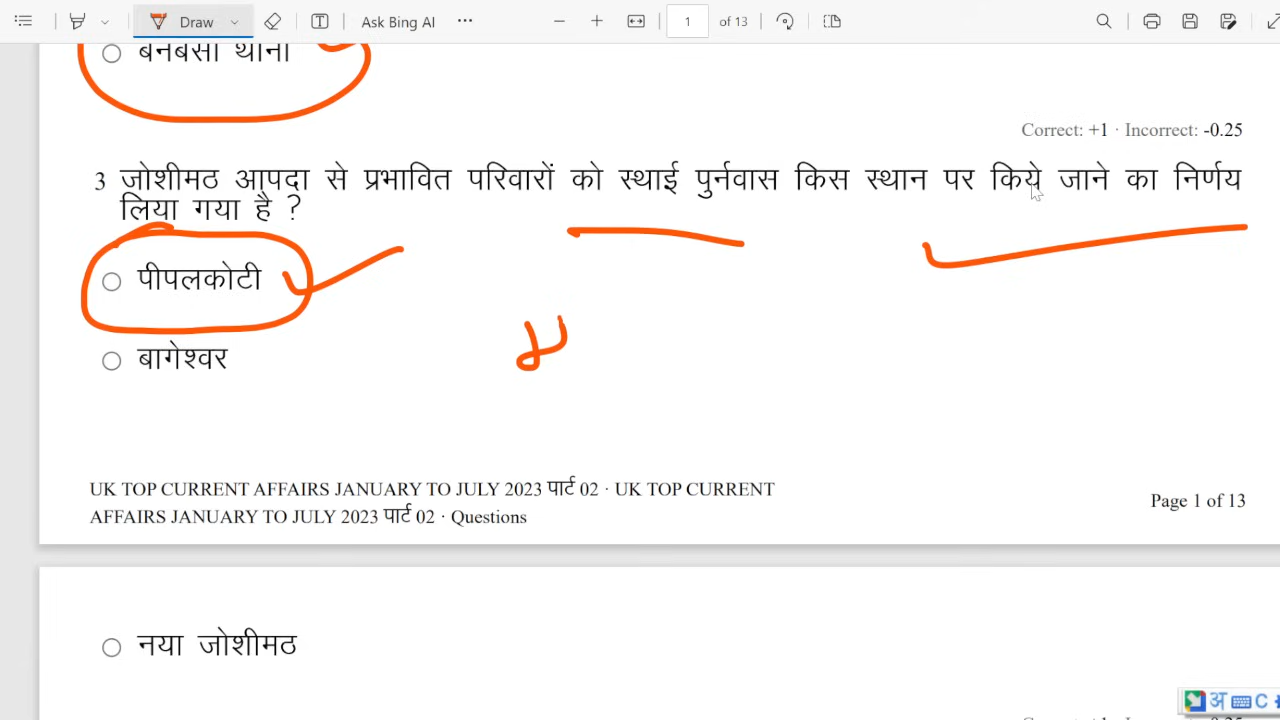 Draw
Ask Bing AI
1 of 13
बनबसा थाना
Correct: +1 · Incorrect: -0.25
3 जोशीमठ आपदा से प्रभावित परिवारों को स्थाई पुर्नवास किस स्थान पर किये जाने का निर्णय
लिया गया है ?
पीपलकोटी
बागेश्वर
UK TOP CURRENT AFFAIRS JANUARY TO JULY 2023 पार्ट 02 · UK TOP CURRENT
AFFAIRS JANUARY TO JULY 2023 पार्ट 02 · Questions
Page 1 of 13
नया जोशीमठ
अ